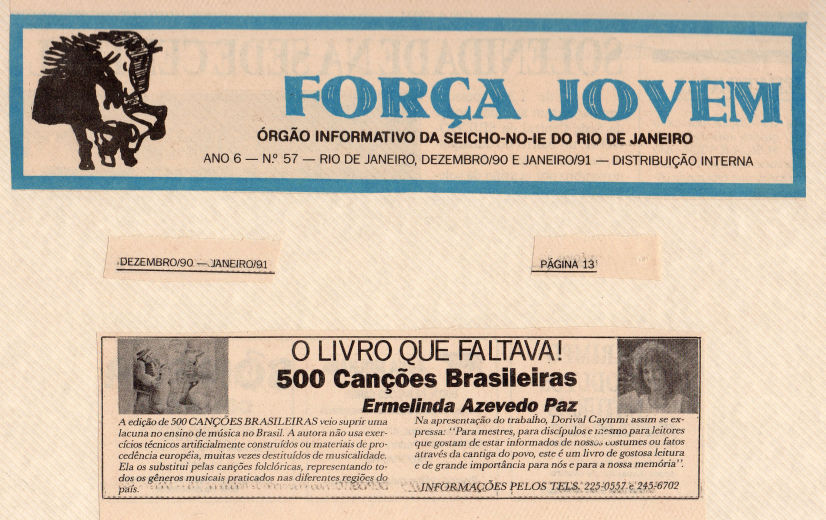 FORÇA JOVEM
ÓRGÃO INFORMATIVO DA SEICHO-NO-IE DO RIO DE JANEIRO
ANO 6 — N.º 57 — RIO DE JANEIRO, DEZEMBRO/90 E JANEIRO/91 — DISTRIBUIÇÃO INTERNA
DEZEMBRO/90 — JANEIRO/91
PÁGINA 13
O LIVRO QUE FALTAVA!
500 Canções Brasileiras
Ermelinda Azevedo Paz
A edição de 500 CANÇÕES BRASILEIRAS veio suprir uma
lacuna no ensino de música no Brasil. A autora não usa exer-
cícios técnicos artificialmente construídos ou materiais de pro-
cedência européia, muitas vezes destituídos de musicalidade.
Ela os substitui pelas canções folclóricas, representando to-
dos os gêneros musicais praticados nas diferentes regiões do
país.
Na apresentação do trabalho, Dorival Caymmi assim se ex-
pressa: "Para mestres, para discípulos e mesmo para leitores
que gostam de estar informados de nossos costumes ou fatos
através da cantiga do povo, este é um livro de gostosa leitura
e de grande importância para nós e para a nossa memória".
INFORMAÇÕES PELOS TELS. 225-0557 e 245-6702